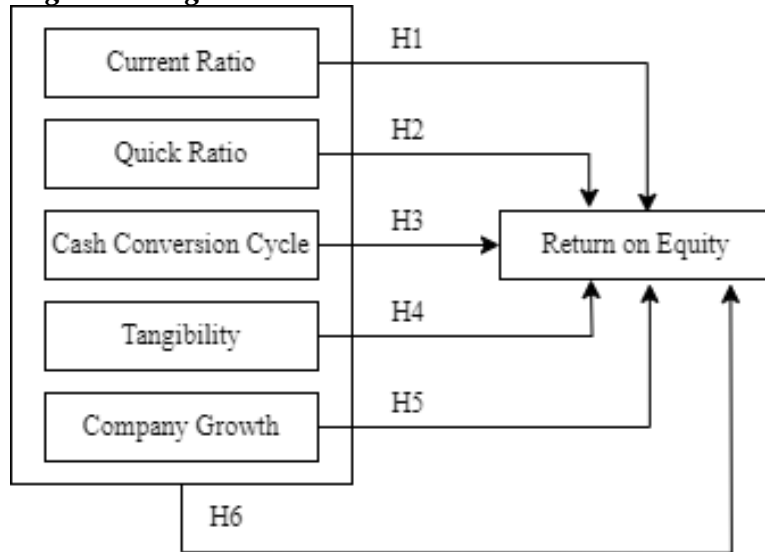 Current Ratio
H1
Quick Ratio
H2
Cash Conversion Cycle
H3
Return on Equity
Tangibility
H4
Company Growth
H5
H6